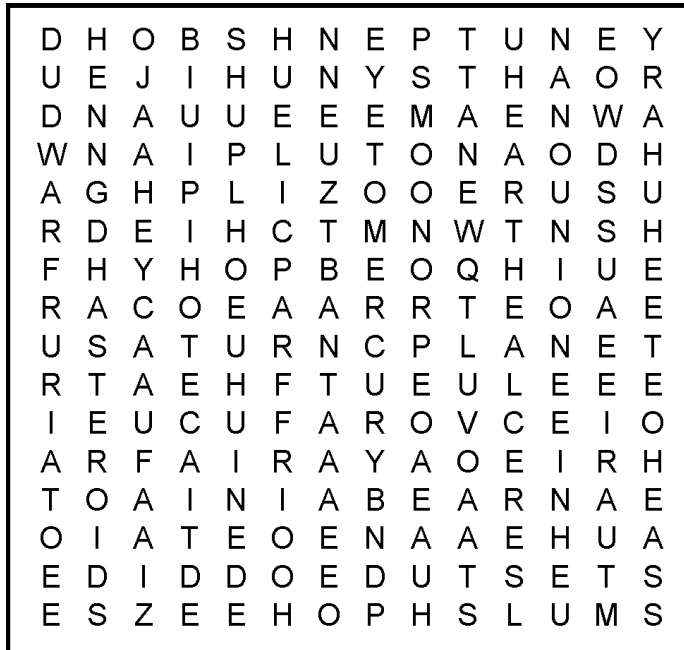 D H O B S H N E P T U N E Y
U E J I H U N Y S T H A O R
D N A U U E E E M A E N W A
W N A I P L U T O N A O D H
A G H P L I Z O O E R U S U
R D E I H C T M N W T N S H
F H Y H O P B E O Q H I U E
R A C O E A A R R T E O A E
U S A T U R N C P L A N E T
R T A E H F T U E U L E E E
I E U C U F A R O V C E I O
A R F A I R A Y A O E I R H
T O A I N I A B E A R N A E
O I A T E O E N A A E H U A
E D I D D O E D U T S E T S
E S Z E E H O P H S L U M S